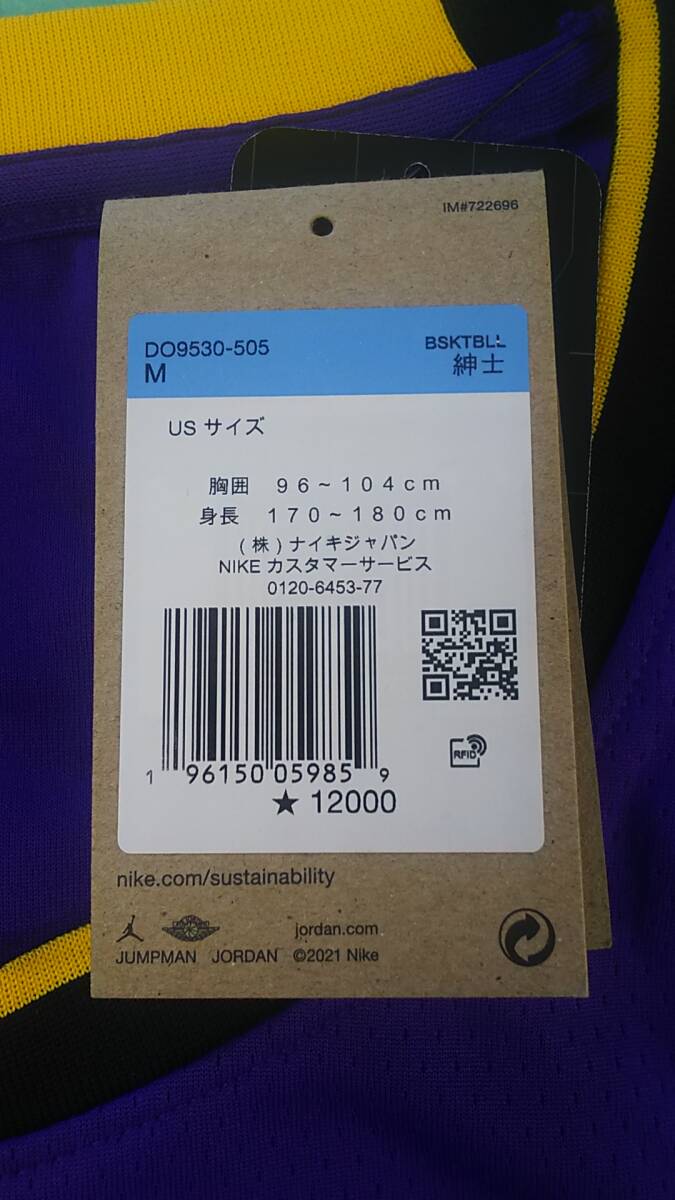 IM#722696
DO9530-505
M
BSKTBLL
紳士
US サイズ
胸囲　９６~１０４ｃｍ
身長　１７０~１８０ｃｍ
(株)ナイキジャパン
NIKE カスタマーサービス
0120-6453-77
RFID
1 96150 05985 9
★ 12000
nike.com/sustainability
jordan.com
JUMPMAN JORDAN ©2021 Nike